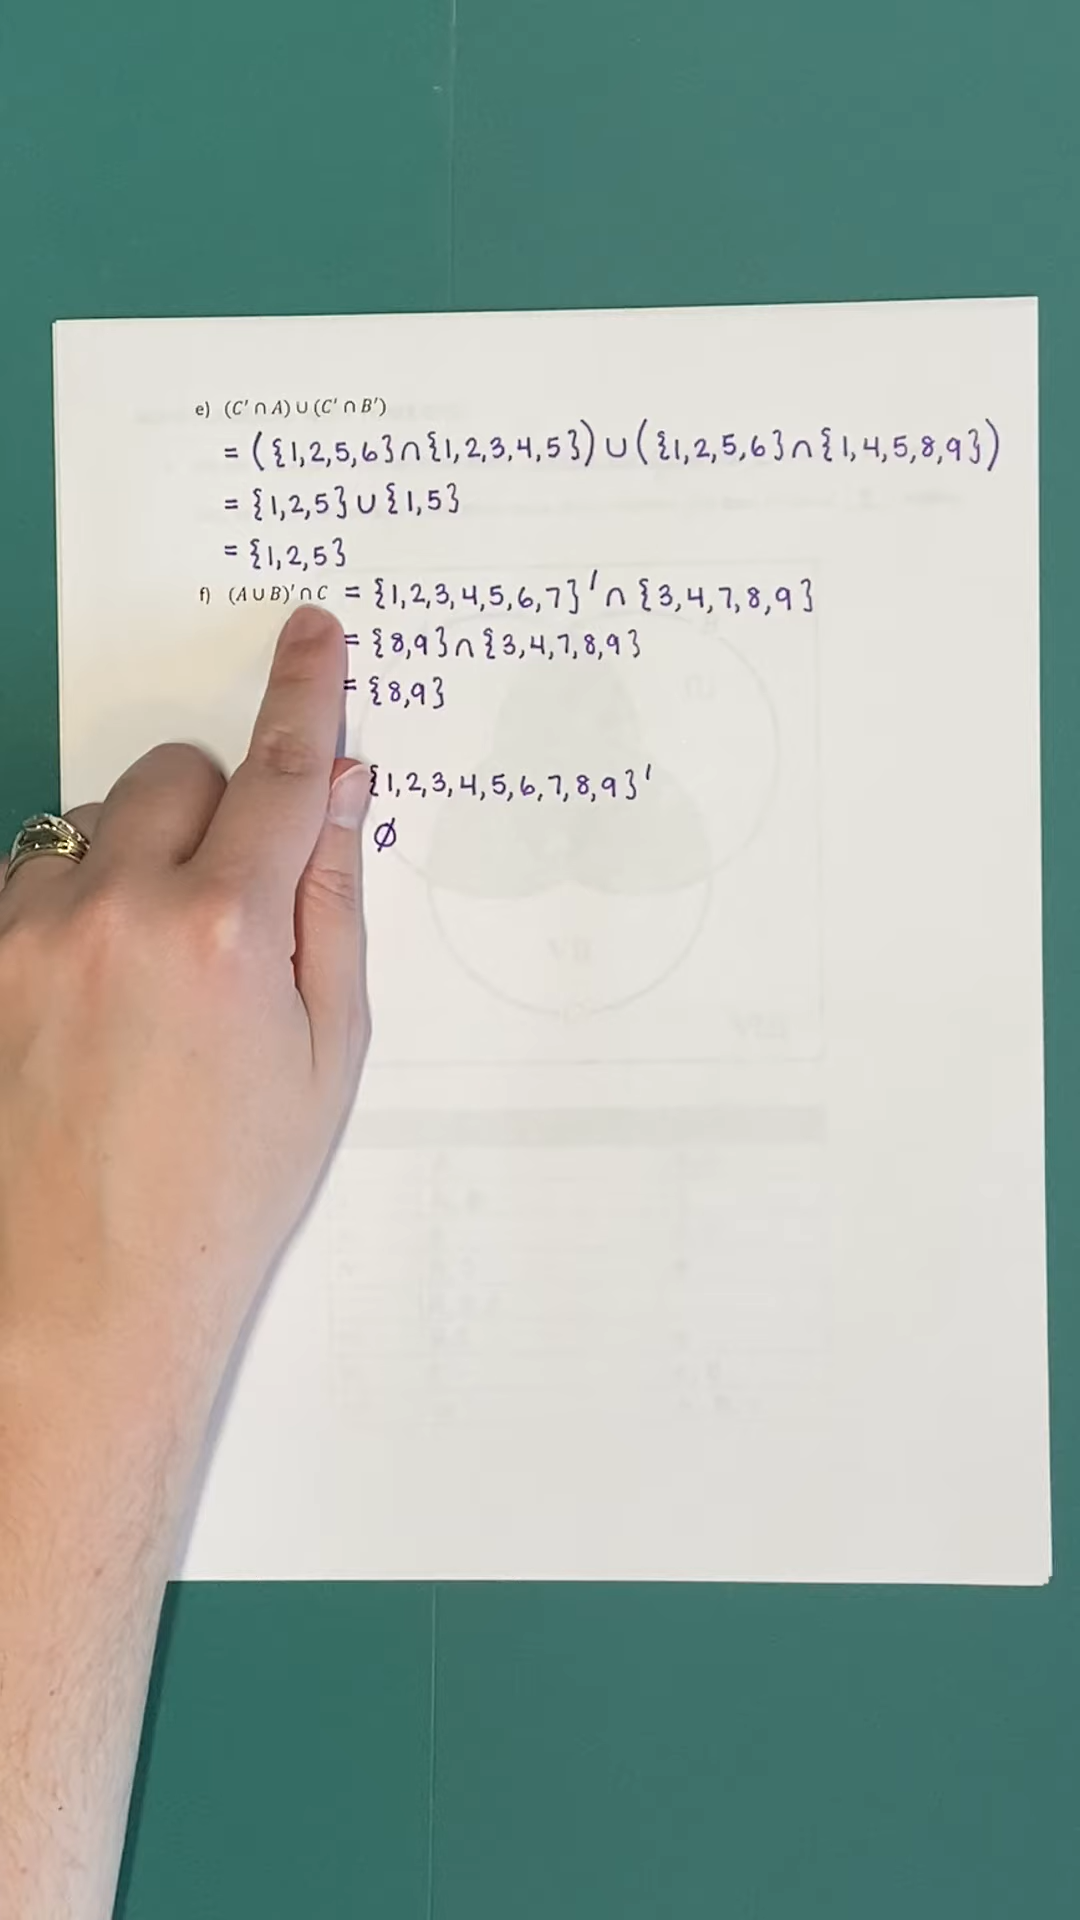 e) (C′ ∩ A) ∪ (C′ ∩ B′)
= ({1,2,5,6} ∩ {1,2,3,4,5}) ∪ ({1,2,5,6} ∩ {1,4,5,8,9})
= {1,2,5} ∪ {1,5}
= {1,2,5}
f) (A ∪ B)′ ∩ C = {1,2,3,4,5,6,7}′ ∩ {3,4,7,8,9}
= {8,9} ∩ {3,4,7,8,9}
= {8,9}
{1,2,3,4,5,6,7,8,9}′
∅
VII
VIII